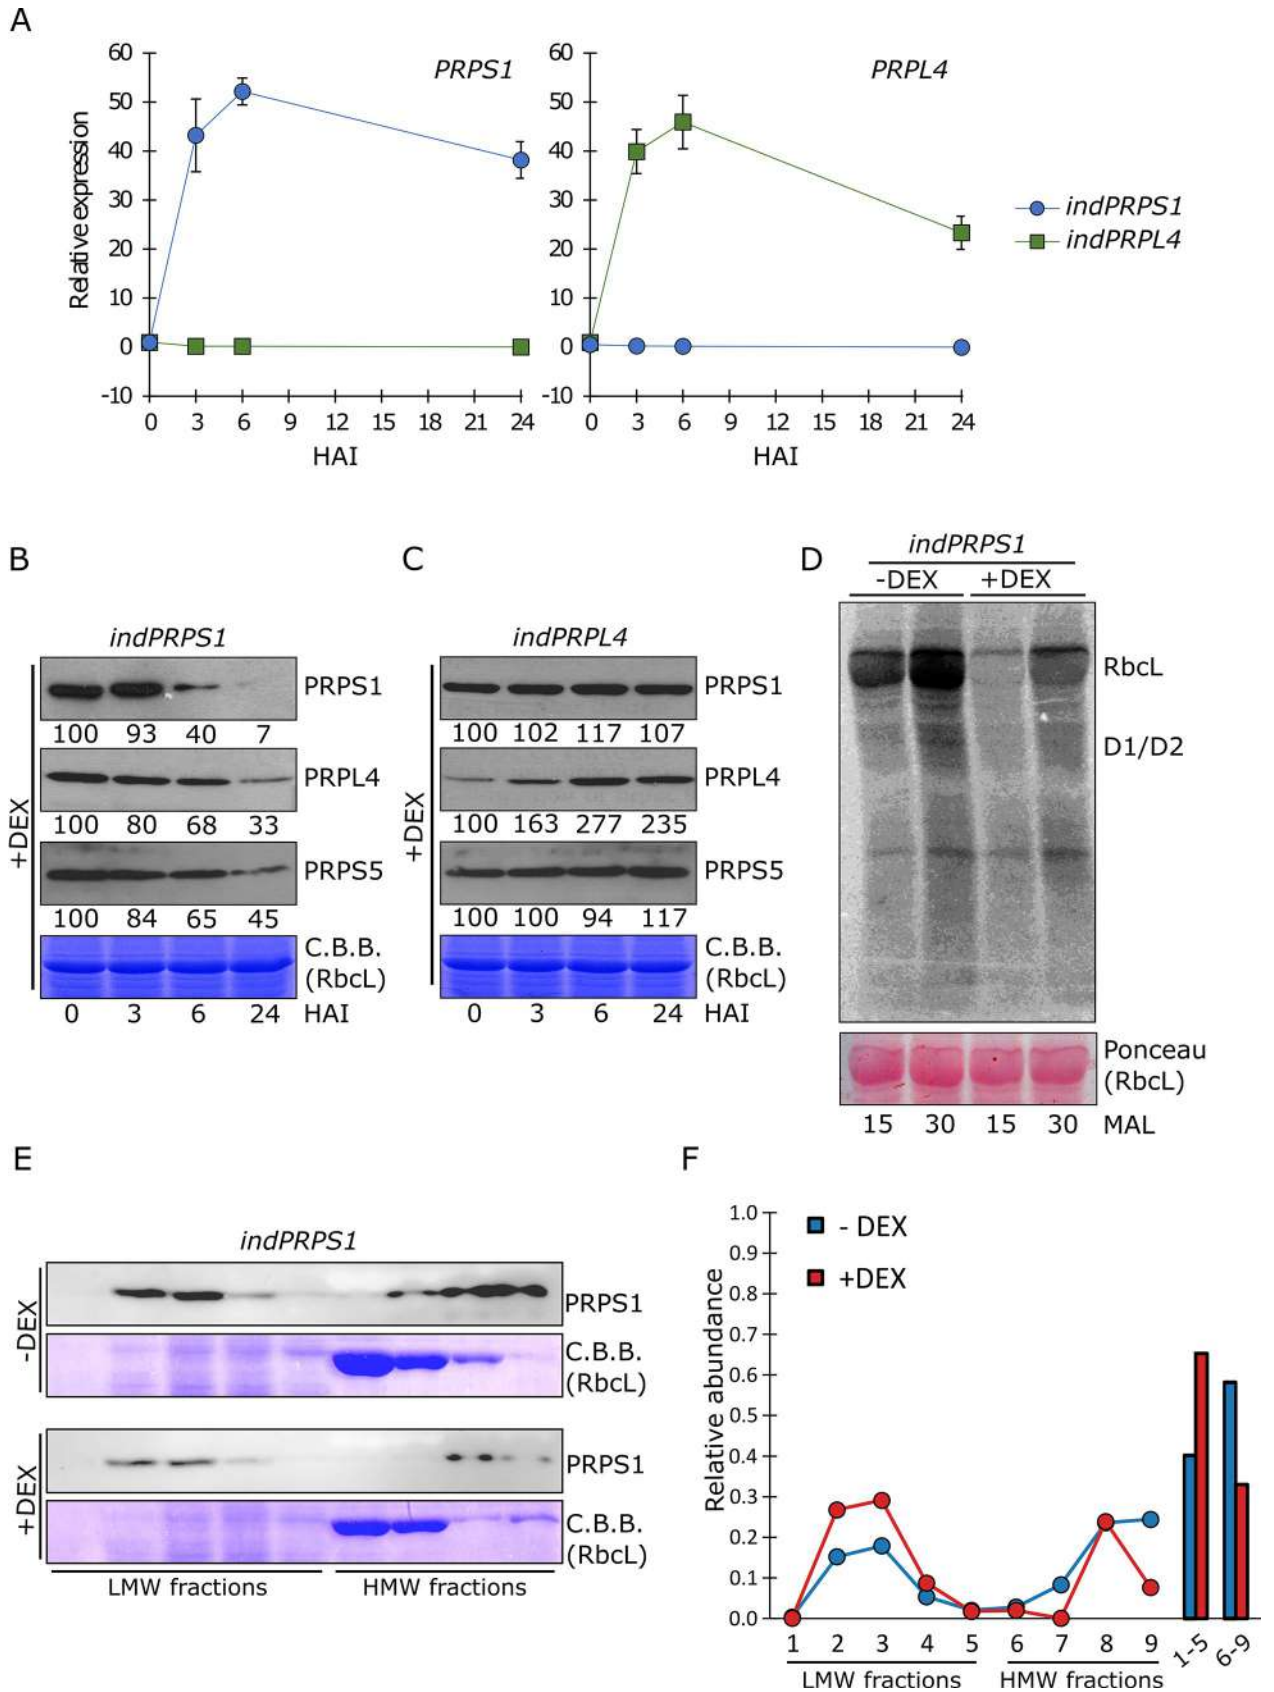 A
60
50
40
30
20
10
0
-10
Relative expression
PRPS1
0 3 6 9 12 15 18 21 24
HAI
60
50
40
30
20
10
0
-10
PRPL4
0 3 6 9 12 15 18 21 24
HAI
indPRPS1
indPRPL4
B
indPRPS1
+DEX
PRPS1
100 93 40 7
PRPL4
100 80 68 33
PRPS5
100 84 65 45
C.B.B.
(RbcL)
0 3 6 24 HAI
C
indPRPL4
+DEX
PRPS1
100 102 117 107
PRPL4
100 163 277 235
PRPS5
100 100 94 117
C.B.B.
(RbcL)
0 3 6 24 HAI
D
indPRPS1
-DEX +DEX
RbcL
D1/D2
Ponceau
(RbcL)
15 30 15 30 MAL
E
indPRPS1
-DEX
PRPS1
C.B.B.
(RbcL)
+DEX
PRPS1
C.B.B.
(RbcL)
LMW fractions HMW fractions
F
1.0
0.9
0.8
0.7
0.6
0.5
0.4
0.3
0.2
0.1
0.0
Relative abundance
- DEX
+DEX
1 2 3 4 5 6 7 8 9 1-5 6-9
LMW fractions HMW fractions